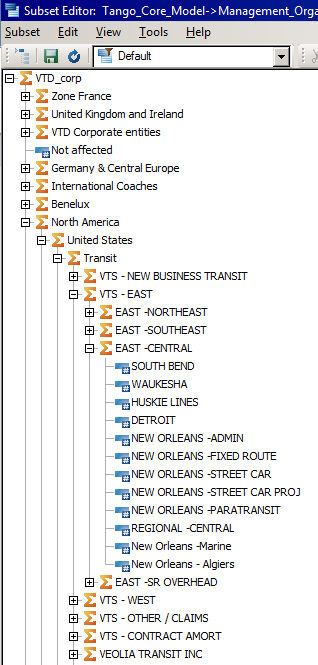 Subset Editor: Tango_Core_Model->Management_Orga
Subset Edit View Tools Help
Default
VTD_corp
Zone France
United Kingdom and Ireland
VTD Corporate entities
Not affected
Germany & Central Europe
International Coaches
Benelux
North America
United States
Transit
VTS - NEW BUSINESS TRANSIT
VTS - EAST
EAST -NORTHEAST
EAST -SOUTHEAST
EAST -CENTRAL
SOUTH BEND
WAUKESHA
HUSKIE LINES
DETROIT
NEW ORLEANS -ADMIN
NEW ORLEANS -FIXED ROUTE
NEW ORLEANS -STREET CAR
NEW ORLEANS -STREET CAR PROJ
NEW ORLEANS -PARATRANSIT
REGIONAL -CENTRAL
New Orleans -Marine
New Orleans - Algiers
EAST -SR OVERHEAD
VTS - WEST
VTS - OTHER / CLAIMS
VTS - CONTRACT AMORT
VEOLIA TRANSIT INC